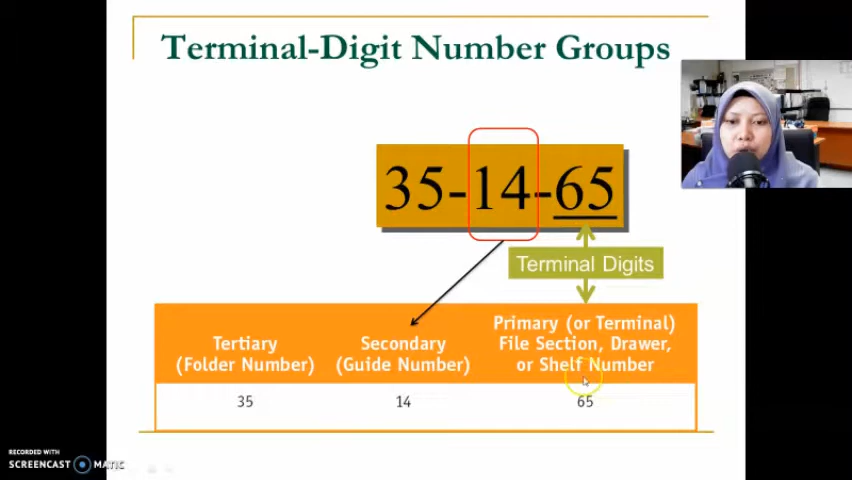 Terminal-Digit Number Groups
35-14-65
Terminal Digits
Tertiary
(Folder Number)
Secondary
(Guide Number)
Primary (or Terminal)
File Section, Drawer,
or Shelf Number
35
14
65
RECORDED WITH
SCREENCAST MATIC